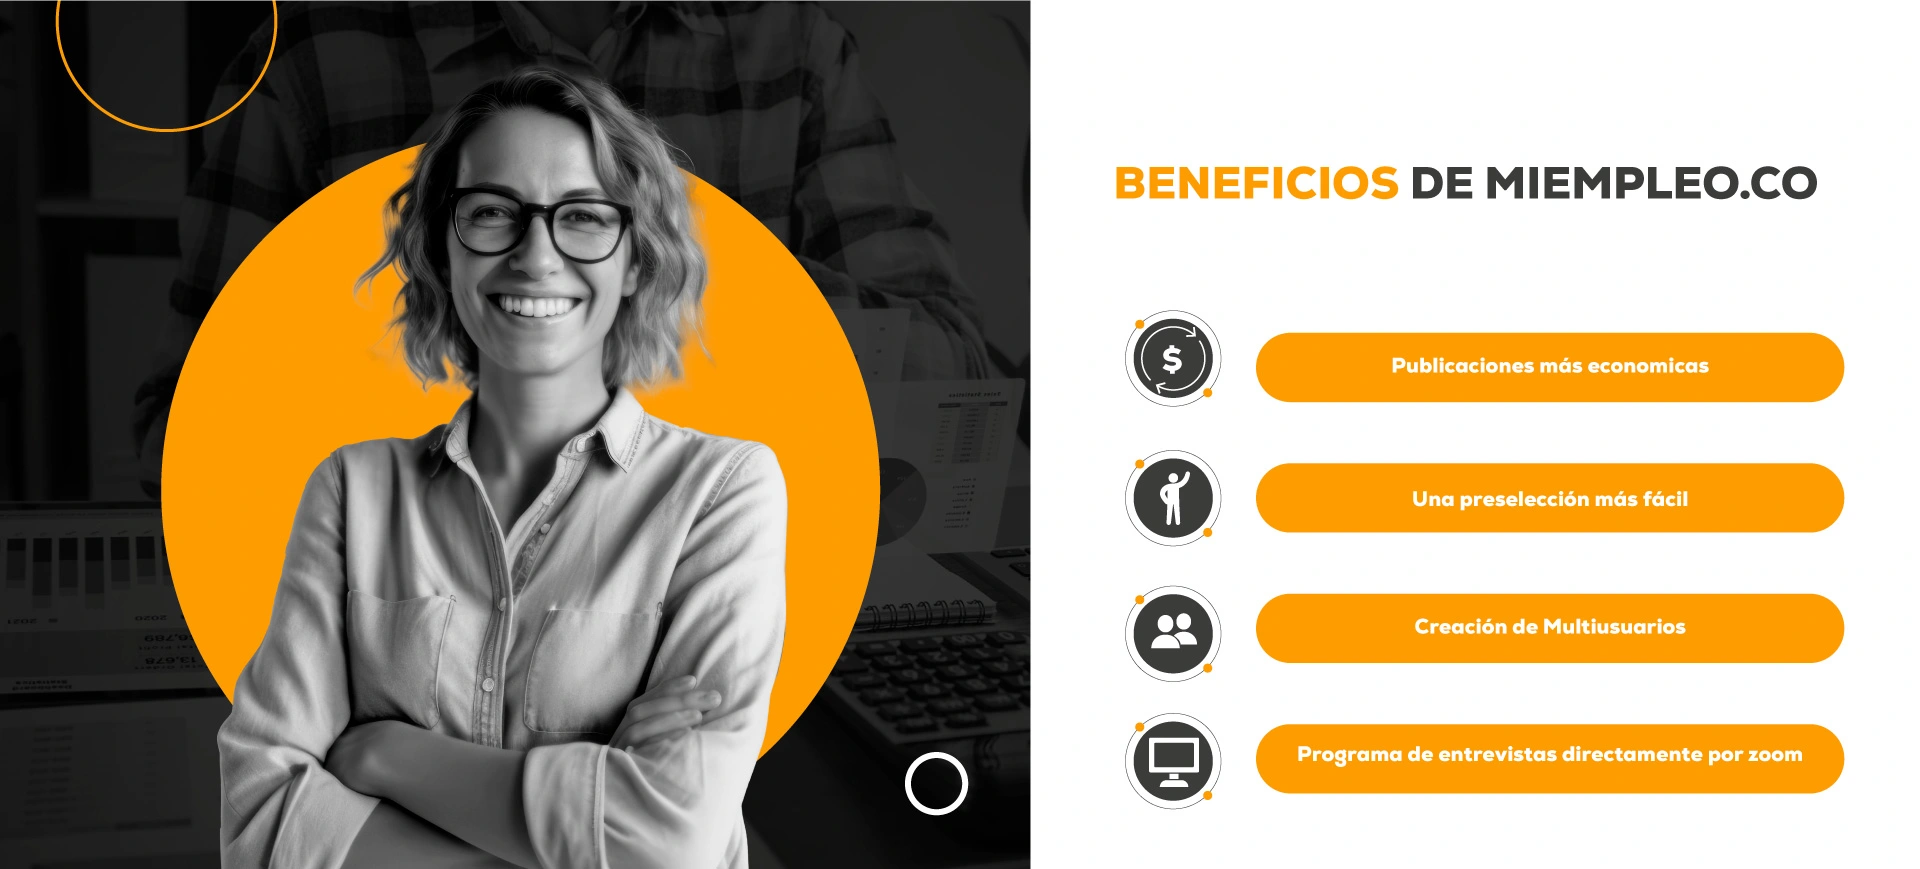 BENEFICIOS DE MIEMPLEO.CO
$
Publicaciones más economicas
Una preselección más fácil
Creación de Multiusuarios
Programa de entrevistas directamente por zoom